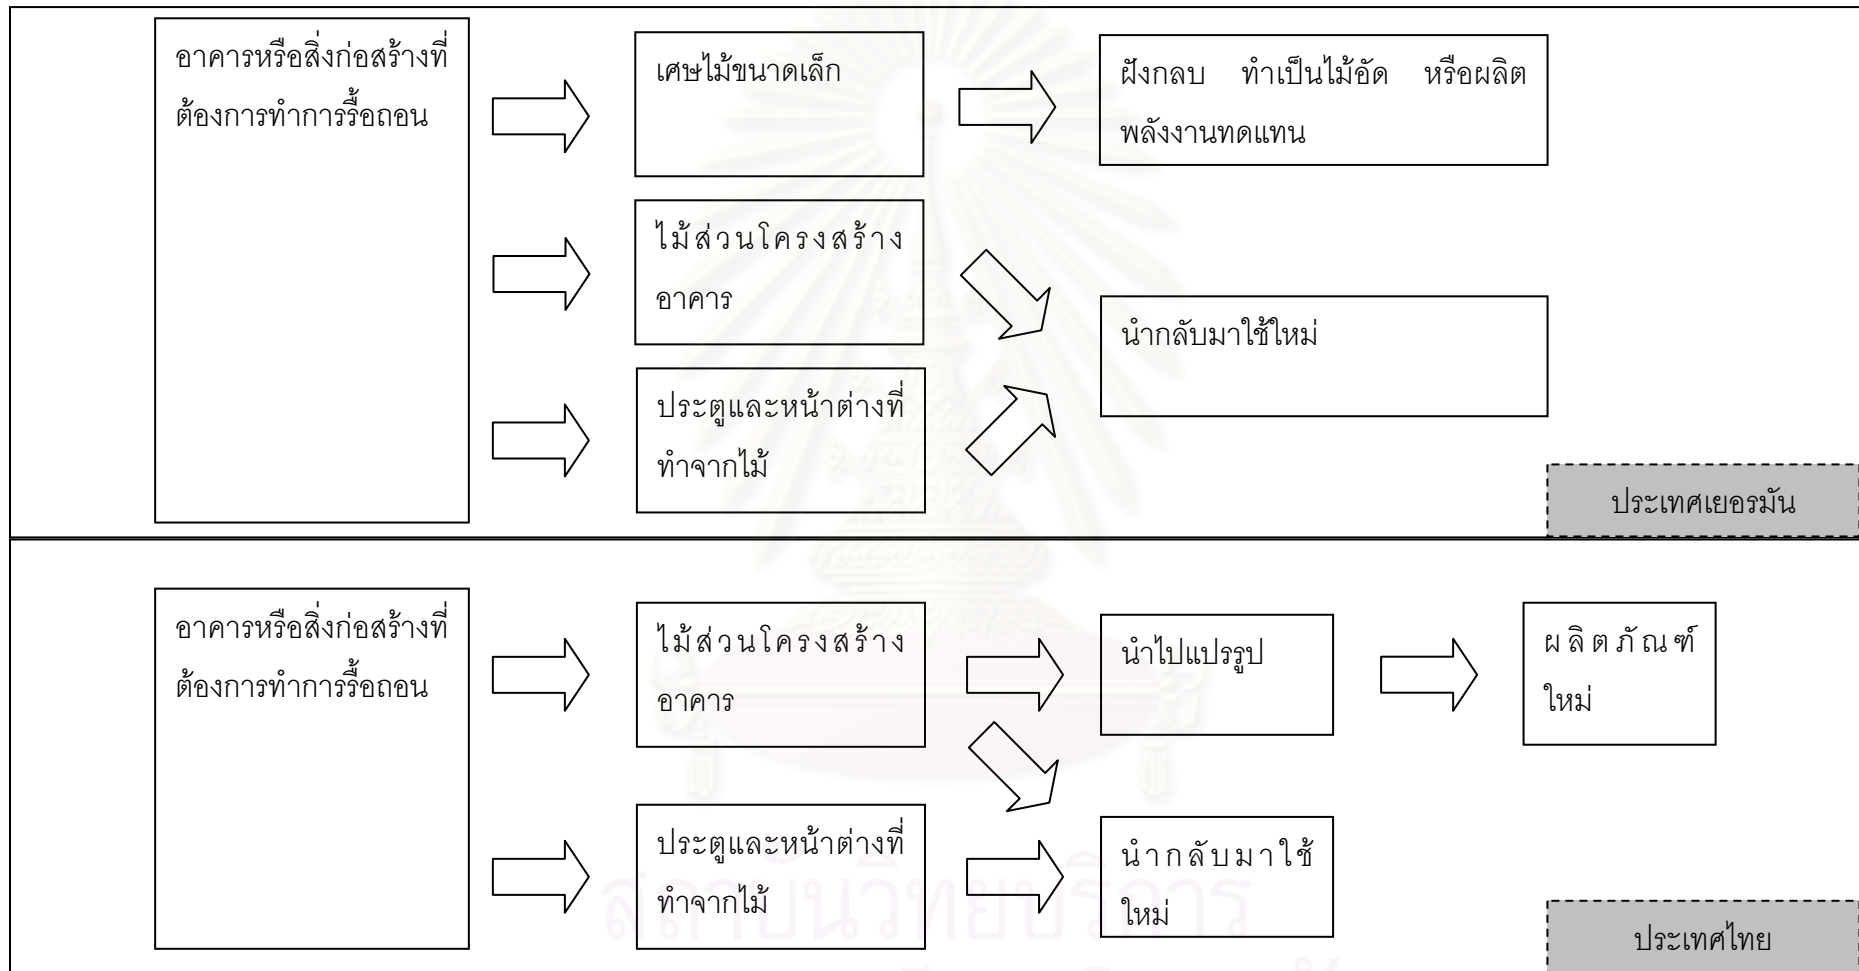 อาคารหรือสิ่งก่อสร้างที่
ต้องการทำการรื้อถอน
เศษไม้ขนาดเล็ก
ฝังกลบ ทำเป็นไม้อัด หรือผลิต
พลังงานทดแทน
ไม้ส่วนโครงสร้าง
อาคาร
นำกลับมาใช้ใหม่
ประตูและหน้าต่างที่
ทำจากไม้
ประเทศเยอรมัน
อาคารหรือสิ่งก่อสร้างที่
ต้องการทำการรื้อถอน
ไม้ส่วนโครงสร้าง
อาคาร
นำไปแปรรูป
ผลิตภัณฑ์
ใหม่
ประตูและหน้าต่างที่
ทำจากไม้
นำกลับมาใช้
ใหม่
ประเทศไทย
สถาบันวิทยบริการ